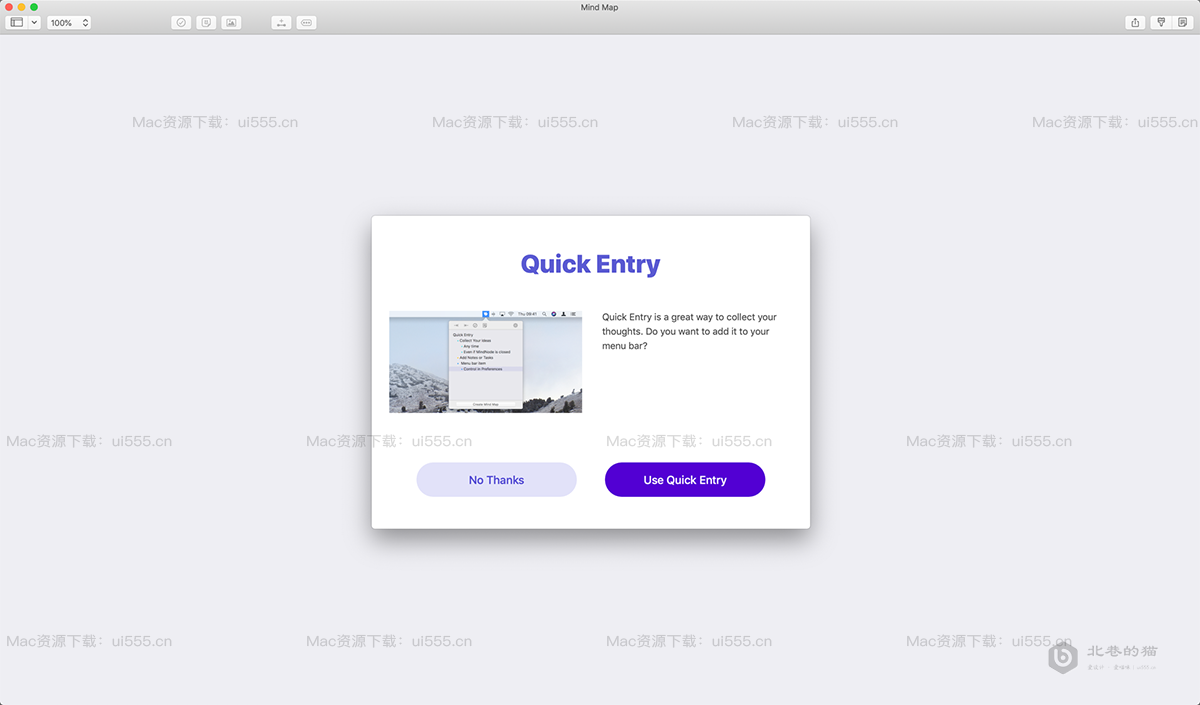 Mind Map
100%
Mac资源下载：ui555.cn
Mac资源下载：ui555.cn
Mac资源下载：ui555.cn
Mac资源下载：ui555.cn
Quick Entry
Thu 09:41
Quick Entry
Collect Your Ideas
Any time
Even if MindNode is closed
Add Notes or Tasks
Menu bar item
Control in Preferences
Create Mind Map
Quick Entry is a great way to collect your
thoughts. Do you want to add it to your
menu bar?
Mac资源下载：ui555.cn
Mac资源下载：ui555.cn
Mac资源下载：ui555.cn
Mac资源下载：ui555.cn
No Thanks
Use Quick Entry
Mac资源下载：ui555.cn
Mac资源下载：ui555.cn
Mac资源下载：ui555.cn
Mac资源下载：ui555.cn
北巷的猫